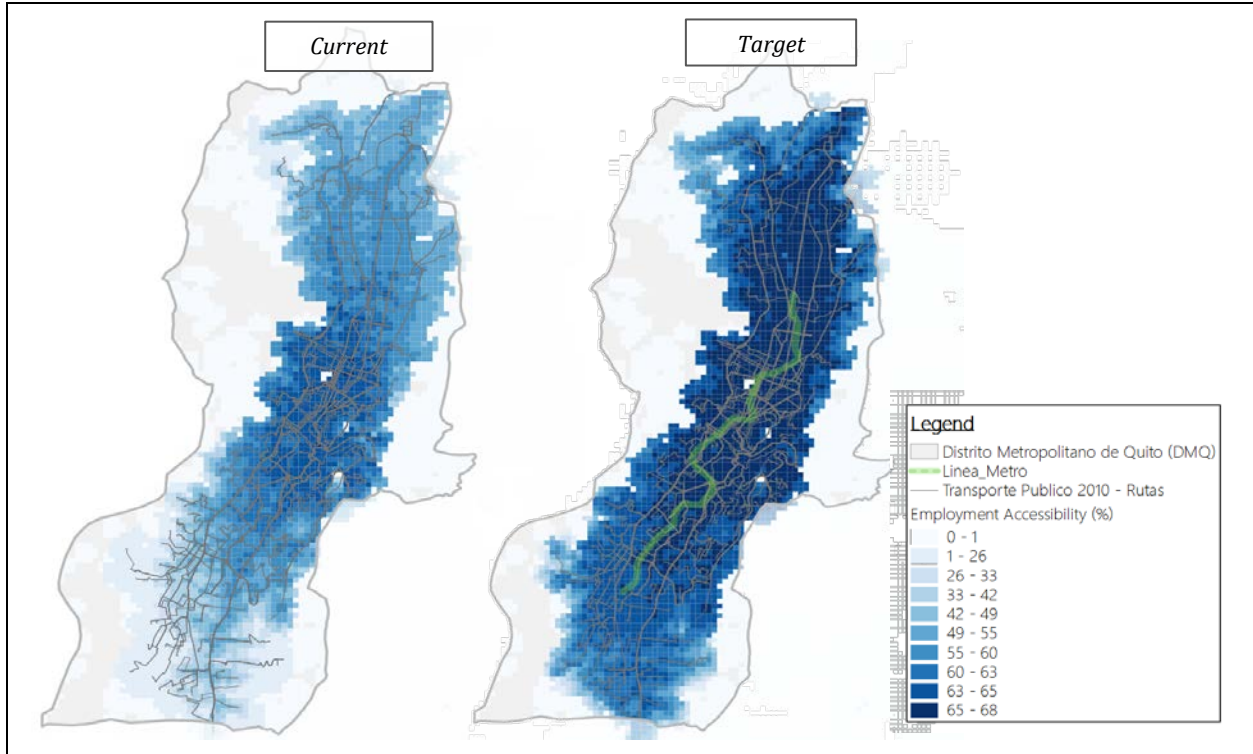 Current
Target
Legend
Distrito Metropolitano de Quito (DMQ)
Linea_Metro
Transporte Publico 2010 - Rutas
Employment Accessibility (%)
0 - 1
1 - 26
26 - 33
33 - 42
42 - 49
49 - 55
55 - 60
60 - 63
63 - 65
65 - 68